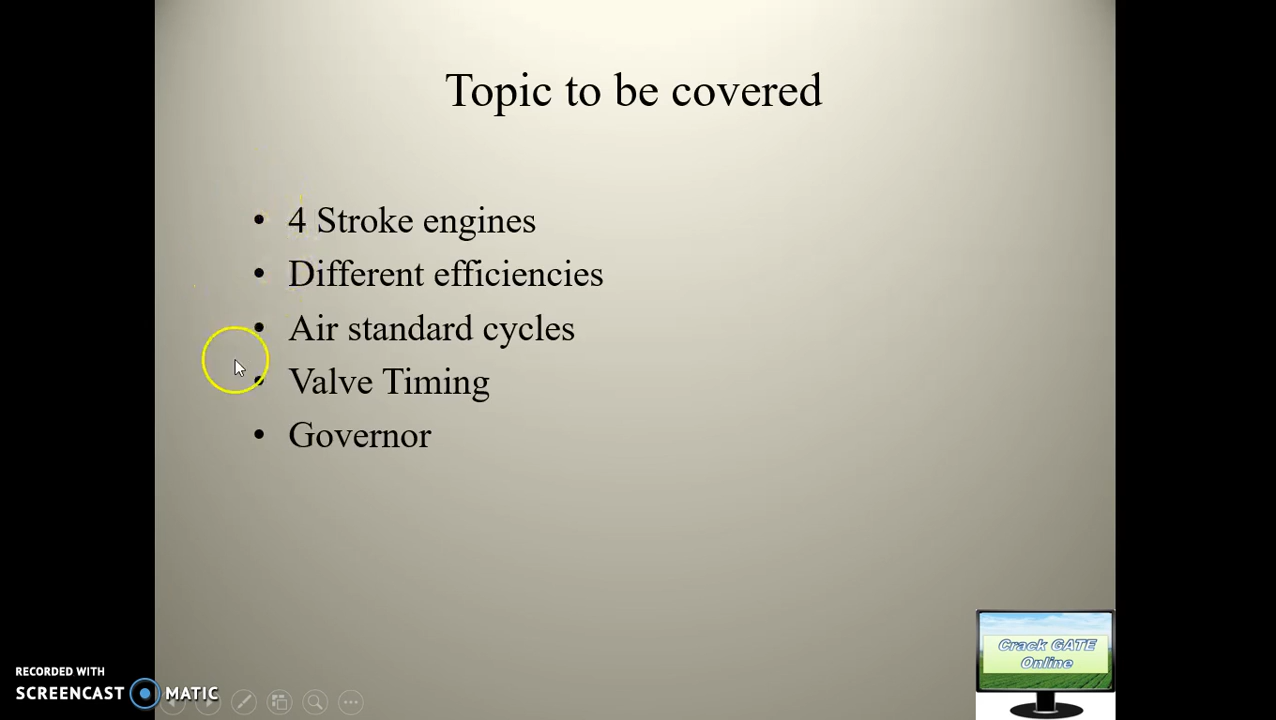 Topic to be covered
• 4 Stroke engines
• Different efficiencies
• Air standard cycles
• Valve Timing
• Governor
Crack GATE
Online
RECORDED WITH
SCREENCAST MATIC